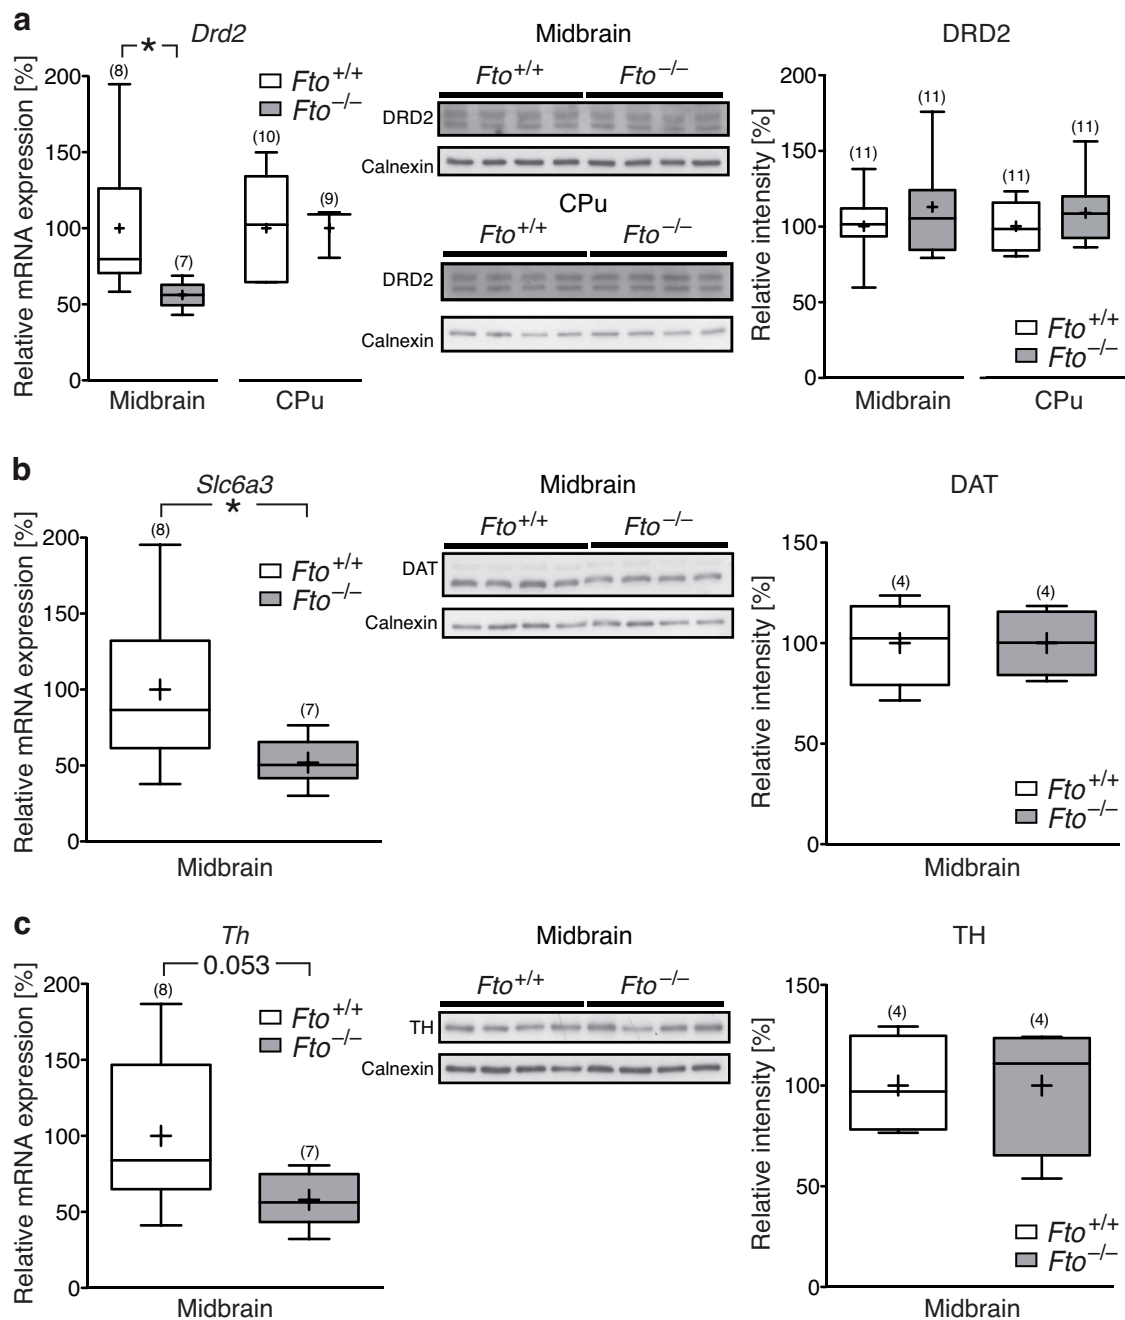 a
Drd2
*
Relative mRNA expression [%]
200
150
100
50
0
(8)
(7)
(10)
(9)
Fto+/+
Fto−/−
Midbrain
CPu
Midbrain
Fto+/+
Fto−/−
DRD2
Calnexin
CPu
Fto+/+
Fto−/−
DRD2
Calnexin
DRD2
Relative intensity [%]
200
150
100
50
0
(11)
(11)
(11)
(11)
Fto+/+
Fto−/−
Midbrain
CPu
b
Slc6a3
*
Relative mRNA expression [%]
200
150
100
50
0
(8)
(7)
Fto+/+
Fto−/−
Midbrain
Midbrain
Fto+/+
Fto−/−
DAT
Calnexin
DAT
Relative intensity [%]
150
100
50
0
(4)
(4)
Fto+/+
Fto−/−
Midbrain
c
Th
0.053
Relative mRNA expression [%]
200
150
100
50
0
(8)
(7)
Fto+/+
Fto−/−
Midbrain
Midbrain
Fto+/+
Fto−/−
TH
Calnexin
TH
Relative intensity [%]
150
100
50
0
(4)
(4)
Fto+/+
Fto−/−
Midbrain